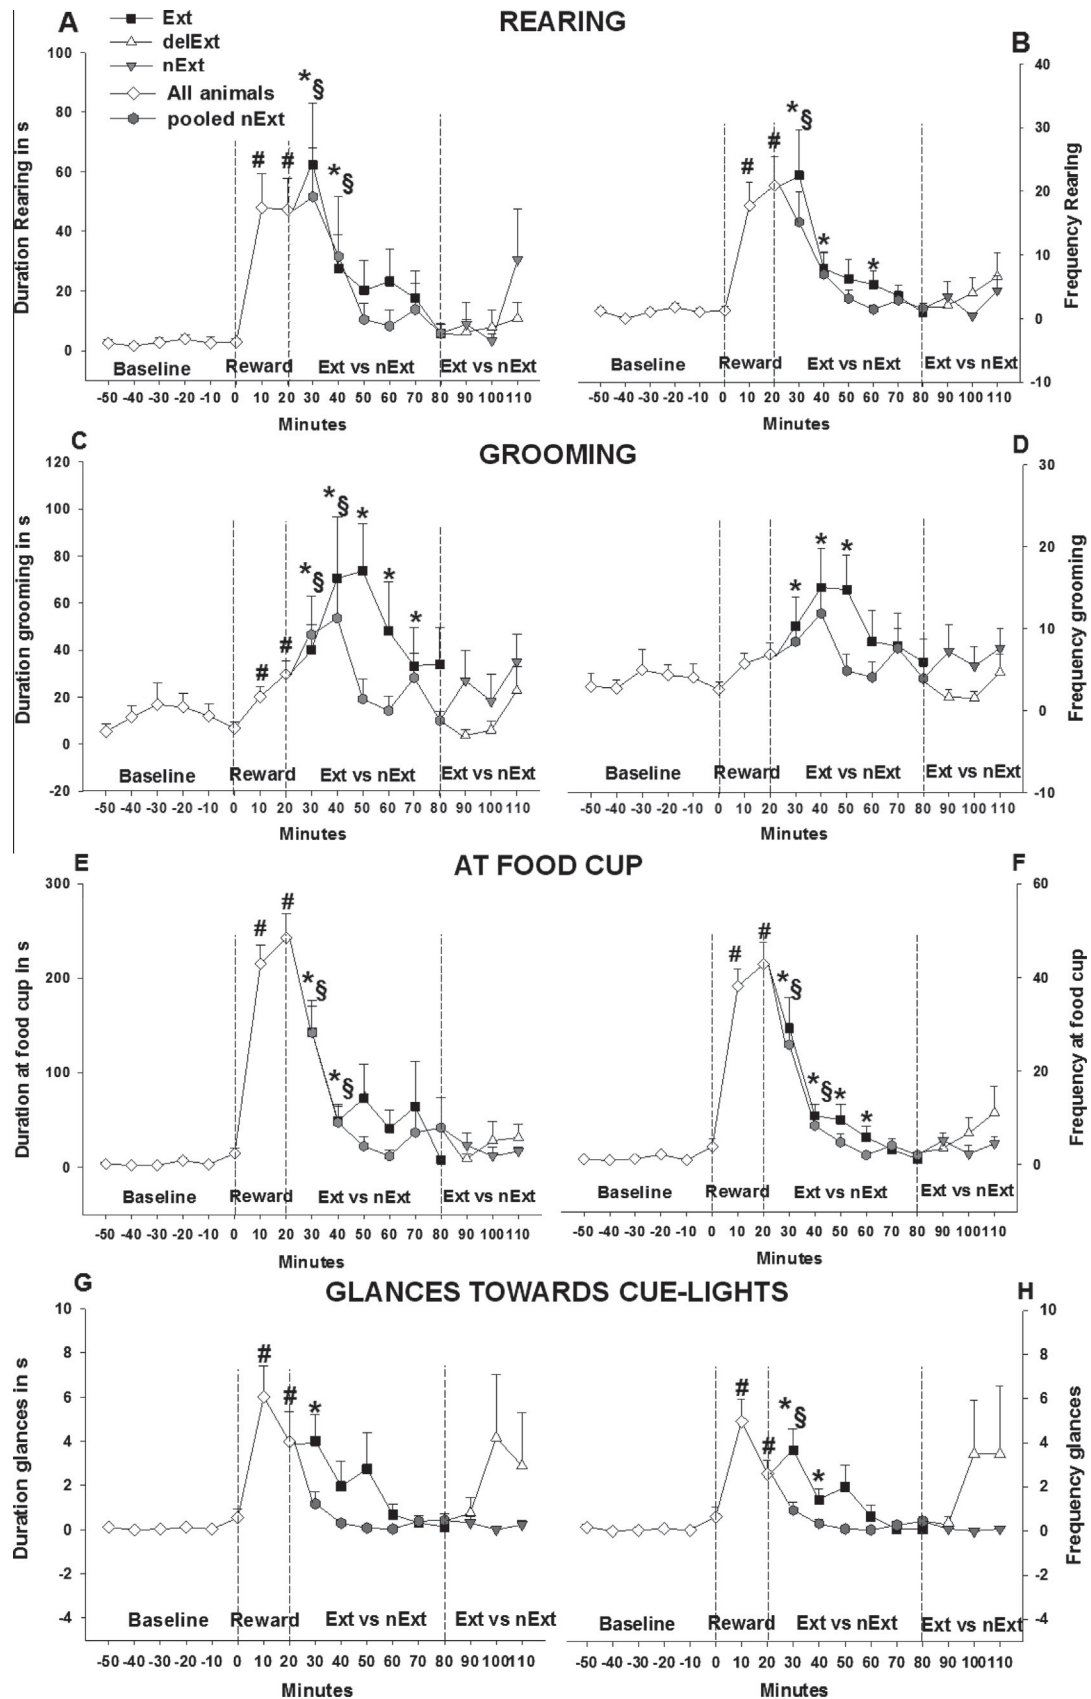 REARING
A
Ext
delExt
nExt
All animals
pooled nExt
100
80
60
40
20
0
Duration Rearing in s
# # *§ *§
Baseline Reward Ext vs nExt Ext vs nExt
-50 -40 -30 -20 -10 0 10 20 30 40 50 60 70 80 90 100 110
Minutes
B
40
30
20
10
0
-10
Frequency Rearing
# # *§ * *
Baseline Reward Ext vs nExt Ext vs nExt
-50 -40 -30 -20 -10 0 10 20 30 40 50 60 70 80 90 100 110
Minutes
GROOMING
C
120
100
80
60
40
20
0
-20
Duration grooming in s
# # *§ *§ * * *
Baseline Reward Ext vs nExt Ext vs nExt
-50 -40 -30 -20 -10 0 10 20 30 40 50 60 70 80 90 100 110
Minutes
D
30
20
10
0
-10
Frequency grooming
* * *
Baseline Reward Ext vs nExt Ext vs nExt
-50 -40 -30 -20 -10 0 10 20 30 40 50 60 70 80 90 100 110
Minutes
AT FOOD CUP
E
300
200
100
0
Duration at food cup in s
# # *§ *§
Baseline Reward Ext vs nExt Ext vs nExt
-50 -40 -30 -20 -10 0 10 20 30 40 50 60 70 80 90 100 110
Minutes
F
60
40
20
0
Frequency at food cup
# # *§ *§ * *
Baseline Reward Ext vs nExt Ext vs nExt
-50 -40 -30 -20 -10 0 10 20 30 40 50 60 70 80 90 100 110
Minutes
GLANCES TOWARDS CUE-LIGHTS
G
10
8
6
4
2
0
-2
-4
Duration glances in s
# # *
Baseline Reward Ext vs nExt Ext vs nExt
-50 -40 -30 -20 -10 0 10 20 30 40 50 60 70 80 90 100 110
Minutes
H
10
8
6
4
2
0
-2
-4
Frequency glances
# # *§ *
Baseline Reward Ext vs nExt Ext vs nExt
-50 -40 -30 -20 -10 0 10 20 30 40 50 60 70 80 90 100 110
Minutes